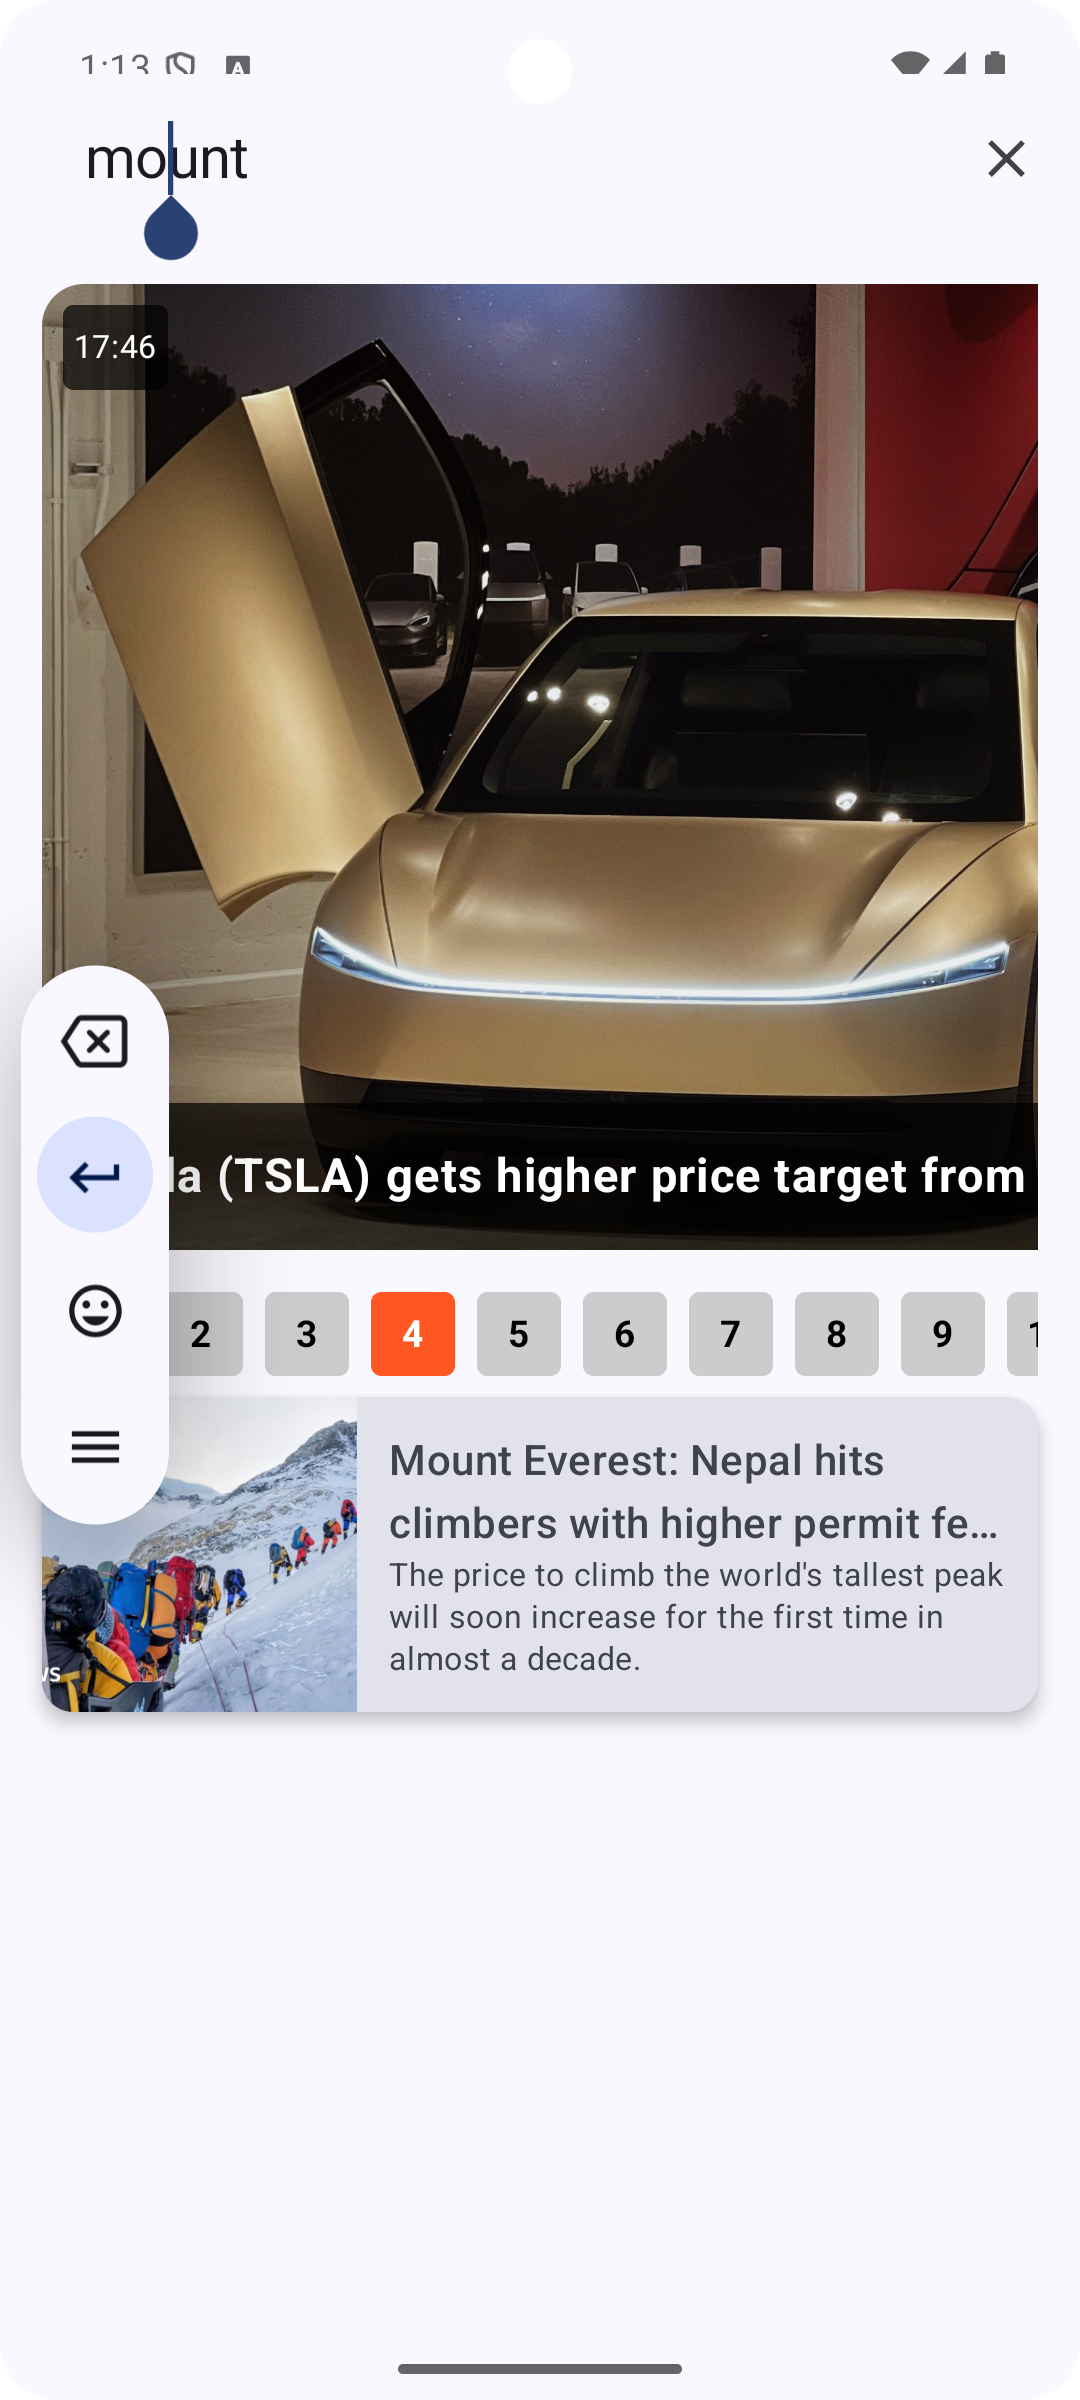 1:13
mount
17:46
la (TSLA) gets higher price target from
2 3 4 5 6 7 8 9
Mount Everest: Nepal hits
climbers with higher permit fe…
The price to climb the world's tallest peak
will soon increase for the first time in
almost a decade.